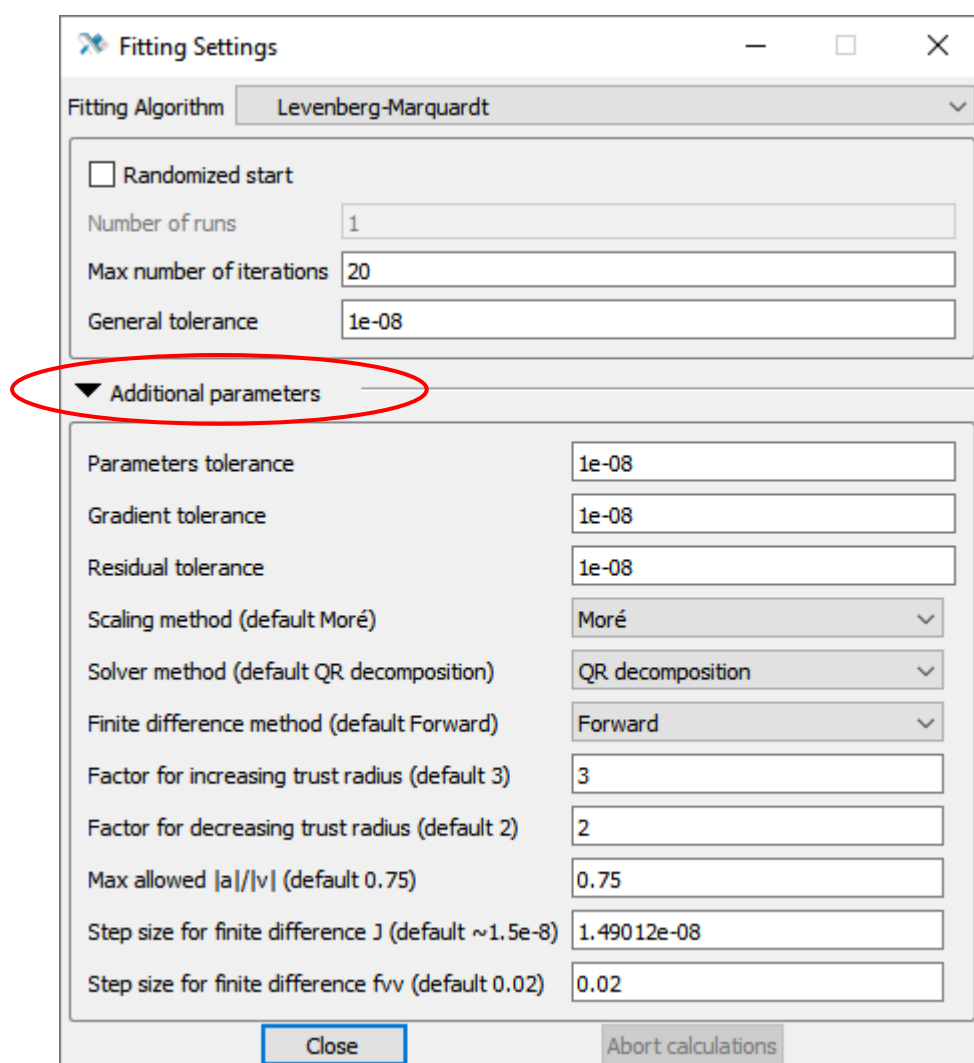 Fitting Settings
Fitting Algorithm Levenberg-Marquardt
Randomized start
Number of runs 1
Max number of iterations 20
General tolerance 1e-08
Additional parameters
Parameters tolerance 1e-08
Gradient tolerance 1e-08
Residual tolerance 1e-08
Scaling method (default Moré) Moré
Solver method (default QR decomposition) QR decomposition
Finite difference method (default Forward) Forward
Factor for increasing trust radius (default 3) 3
Factor for decreasing trust radius (default 2) 2
Max allowed |a|/|v| (default 0.75) 0.75
Step size for finite difference J (default ~1.5e-8) 1.49012e-08
Step size for finite difference fvv (default 0.02) 0.02
Close Abort calculations